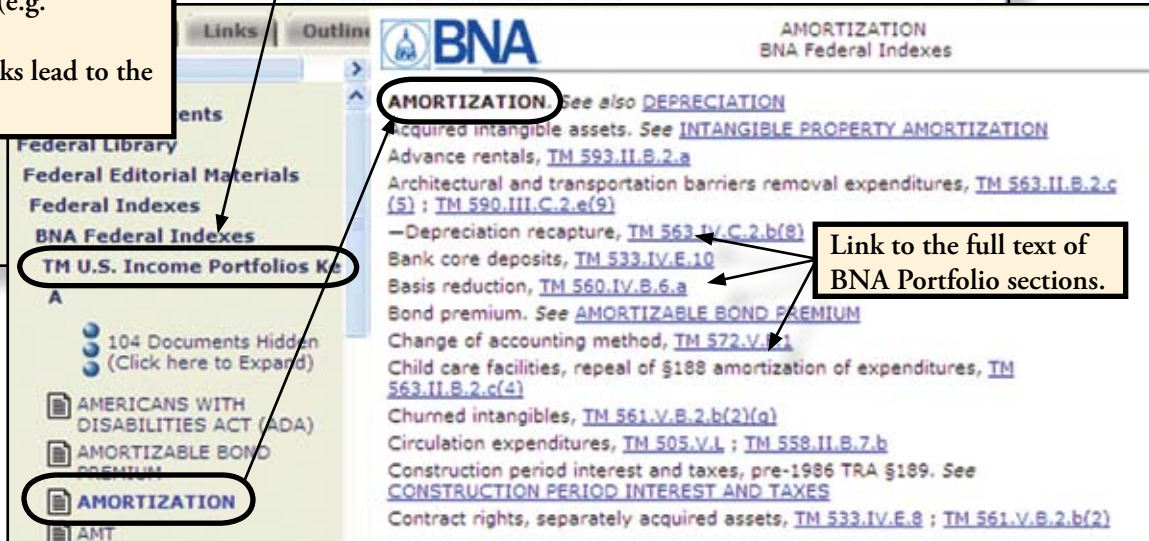 (e.g.
ks lead to the
Links
Outline
ents
Federal Library
Federal Editorial Materials
Federal Indexes
BNA Federal Indexes
TM U.S. Income Portfolios Ke
A
104 Documents Hidden
(Click here to Expand)
AMERICANS WITH
DISABILITIES ACT (ADA)
AMORTIZABLE BOND
PREMIUM
AMORTIZATION
AMT
BNA
AMORTIZATION
BNA Federal Indexes
AMORTIZATION. See also DEPRECIATION
Acquired intangible assets. See INTANGIBLE PROPERTY AMORTIZATION
Advance rentals, TM 593.II.B.2.a
Architectural and transportation barriers removal expenditures, TM 563.II.B.2.c
(5) ; TM 590.III.C.2.e(9)
—Depreciation recapture, TM 563.IV.C.2.b(8)
Bank core deposits, TM 533.IV.E.10
Basis reduction, TM 560.IV.B.6.a
Bond premium. See AMORTIZABLE BOND PREMIUM
Change of accounting method, TM 572.V.
Child care facilities, repeal of §188 amortization of expenditures, TM
563.II.B.2.c(4)
Churned intangibles, TM 561.V.B.2.b(2)(q)
Circulation expenditures, TM 505.V.L ; TM 558.II.B.7.b
Construction period interest and taxes, pre-1986 TRA §189. See
CONSTRUCTION PERIOD INTEREST AND TAXES
Contract rights, separately acquired assets, TM 533.IV.E.8 ; TM 561.V.B.2.b(2)
Link to the full text of
BNA Portfolio sections.